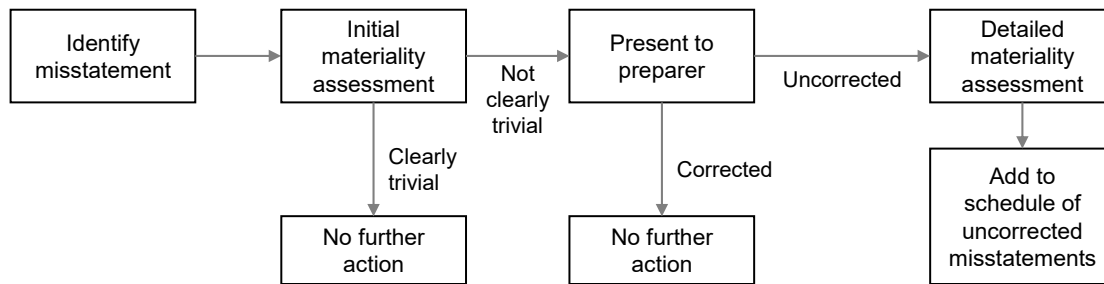 Identify
misstatement
Initial
materiality
assessment
Not
clearly
trivial
Present to
preparer
Uncorrected
Detailed
materiality
assessment
Clearly
trivial
Corrected
No further
action
No further
action
Add to
schedule of
uncorrected
misstatements